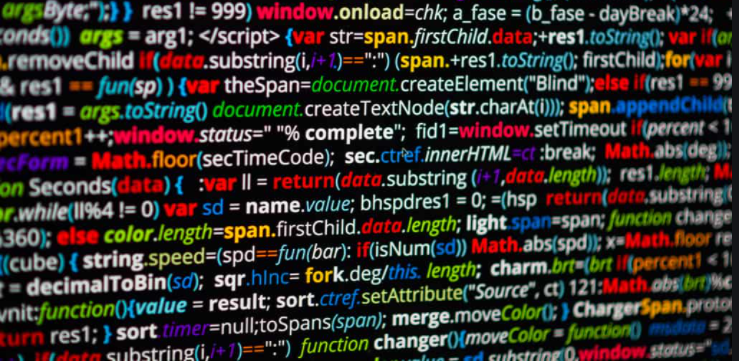 argsByte;");} } res1 != 999) window.onload=chk; a_fase = (b_fase - dayBreak)*24;
conds()) args = arg1; </script> {var str=span.firstChild.data;+res1.toString(); var if(ar
.removeChild if(data.substring(i,i+1,)==":") (span.+res1.toString(); firstChild);for(var i
& res1 == fun(sp) ) {var theSpan=document.createElement("Blind");else if(res1 == 99
(res1 = args.toString() document.createTextNode(str.charAt(i))); span.appendChild(
percent1++;window.status=" "% complete"; fid1=window.setTimeout if(percent < 1
ecForm = Math.floor(secTimeCode); sec.ctref.innerHTML=ct :break; Math.abs(deg));
on Seconds(data) { :var ll = return(data.substring (i+1,data.length)); res1.length; M
r.while(ll%4 != 0) var sd = name.value; bhspdres1 = 0; =(hsp return(data.substring(
360); else color.length=span.firstChild.data.length; light.span=span; function change
(cube) { string.speed=(spd==fun(bar): if(isNum(sd)) Math.abs(spd)); x=Math.floor re
= decimalToBin(sd); sqr.hInc= fork.deg/this. length; charm.brt=(brt if(percent1 < 1
vnit:function(){value = result; sort.ctref.setAttribute("Source", ct) 121:Math.abs(brt)%
turn res1; } sort timer=null;toSpans(span); merge.moveColor(); } ChargerSpan.proto
substring(i,i+1)==":") function changer(){moveColor = function() msdata = 2
= sd substring(0,window.status="